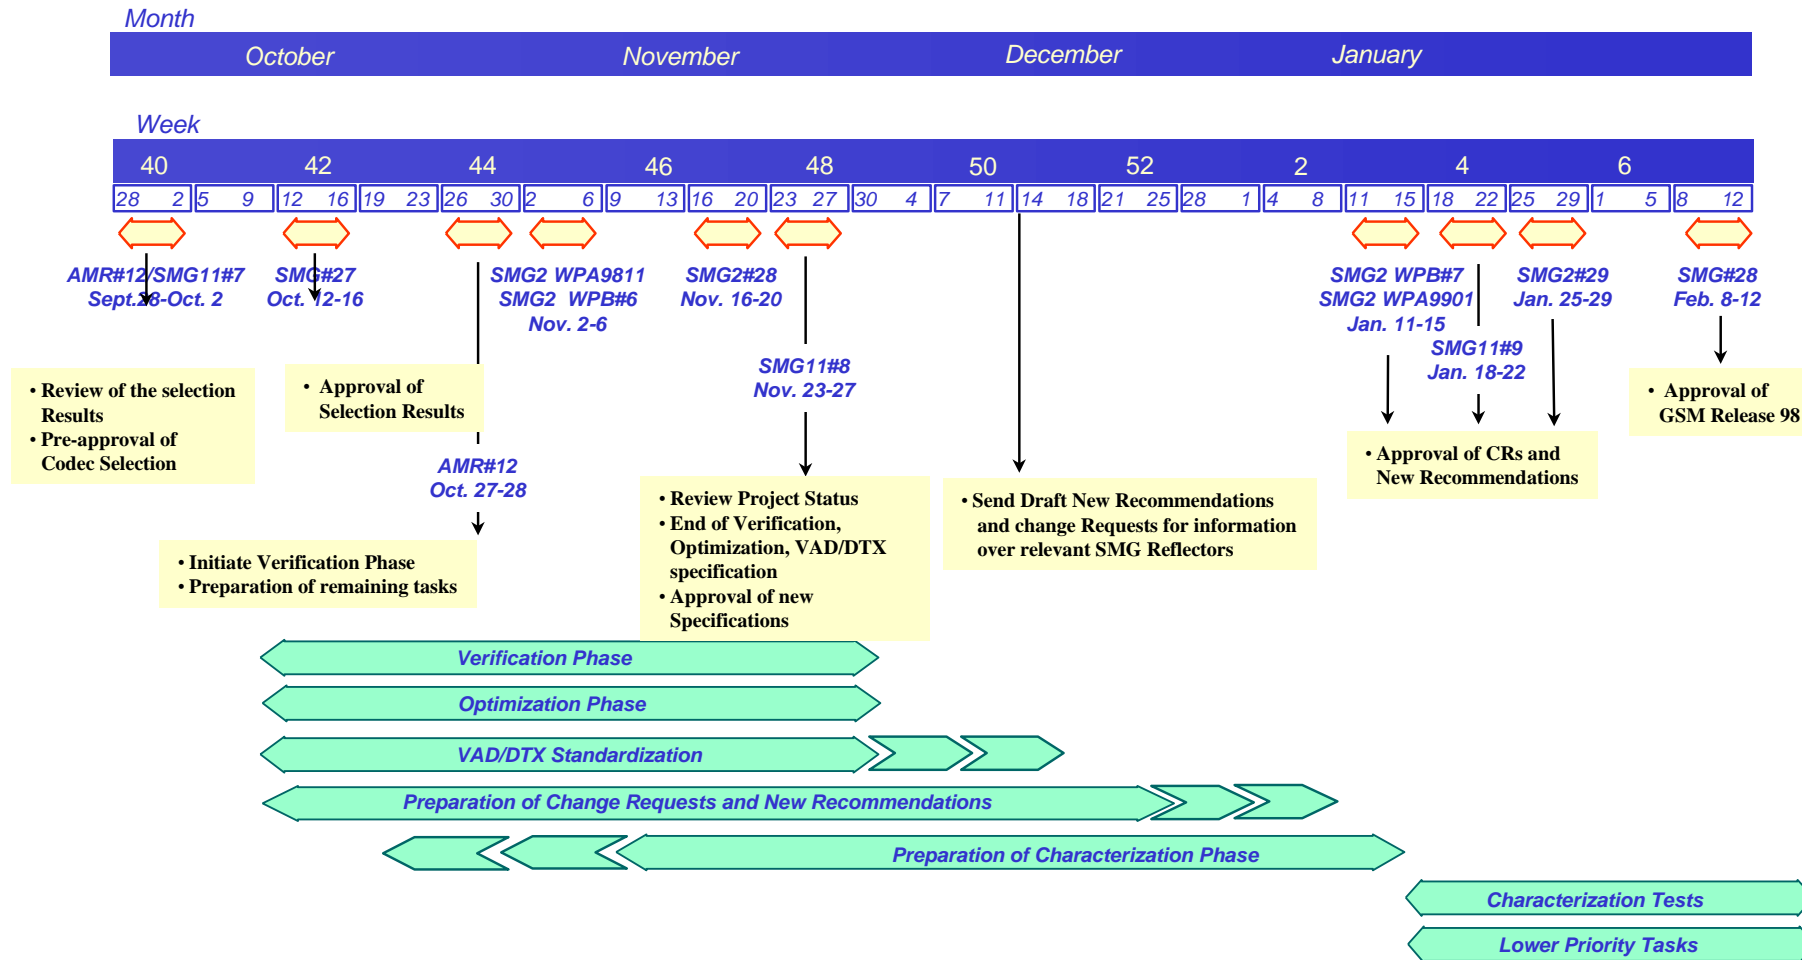 Month
October November December January
Week
40 42 44 46 48 50 52 2 4 6
28 2 5 9 12 16 19 23 26 30 2 6 9 13 16 20 23 27 30 4 7 11 14 18 21 25 28 1 4 8 11 15 18 22 25 29 1 5 8 12
AMR#12/SMG11#7
Sept.28-Oct. 2
SMG#27
Oct. 12-16
SMG2 WPA9811
SMG2 WPB#6
Nov. 2-6
SMG2#28
Nov. 16-20
SMG2 WPB#7
SMG2 WPA9901
Jan. 11-15
SMG2#29
Jan. 25-29
SMG#28
Feb. 8-12
SMG11#8
Nov. 23-27
SMG11#9
Jan. 18-22
• Review of the selection
Results
• Pre-approval of
Codec Selection
• Approval of
Selection Results
AMR#12
Oct. 27-28
• Approval of
GSM Release 98
• Approval of CRs and
New Recommendations
• Initiate Verification Phase
• Preparation of remaining tasks
• Review Project Status
• End of Verification,
Optimization, VAD/DTX
specification
• Approval of new
Specifications
• Send Draft New Recommendations
and change Requests for information
over relevant SMG Reflectors
Verification Phase
Optimization Phase
VAD/DTX Standardization
Preparation of Change Requests and New Recommendations
Preparation of Characterization Phase
Characterization Tests
Lower Priority Tasks